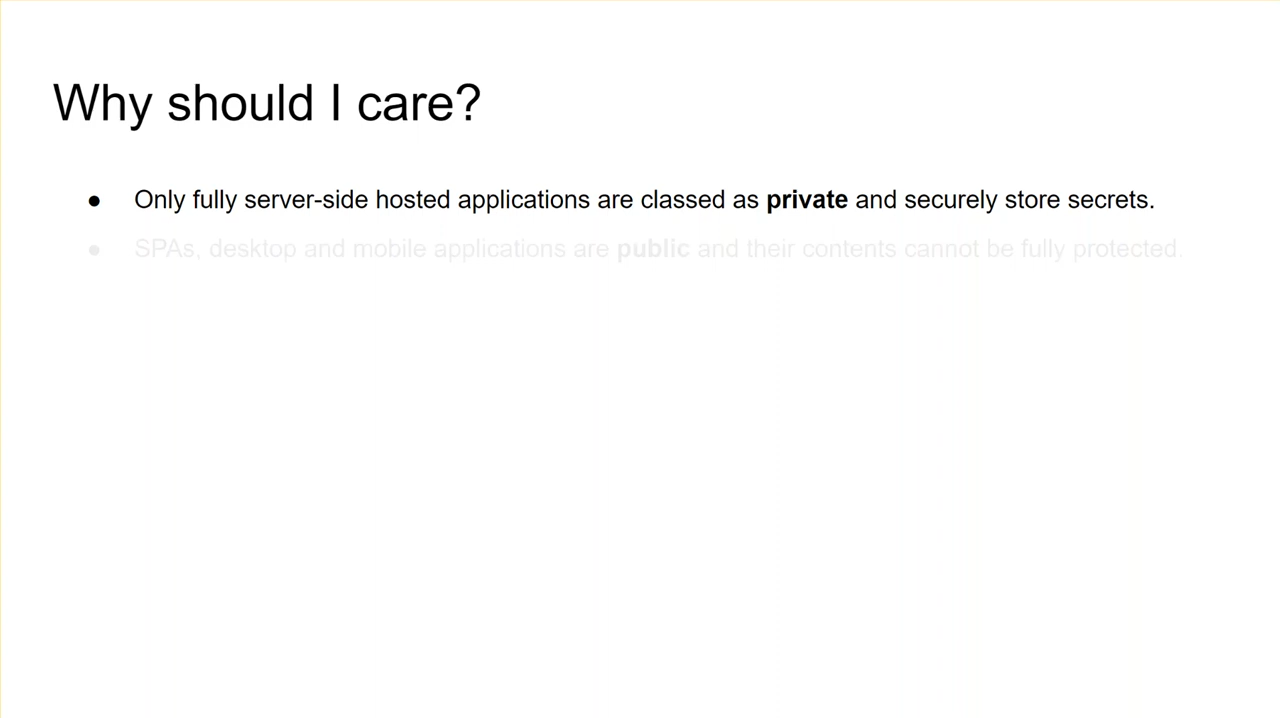 Why should I care?
● Only fully server-side hosted applications are classed as private and securely store secrets.
● SPAs, desktop and mobile applications are public and their contents cannot be fully protected.